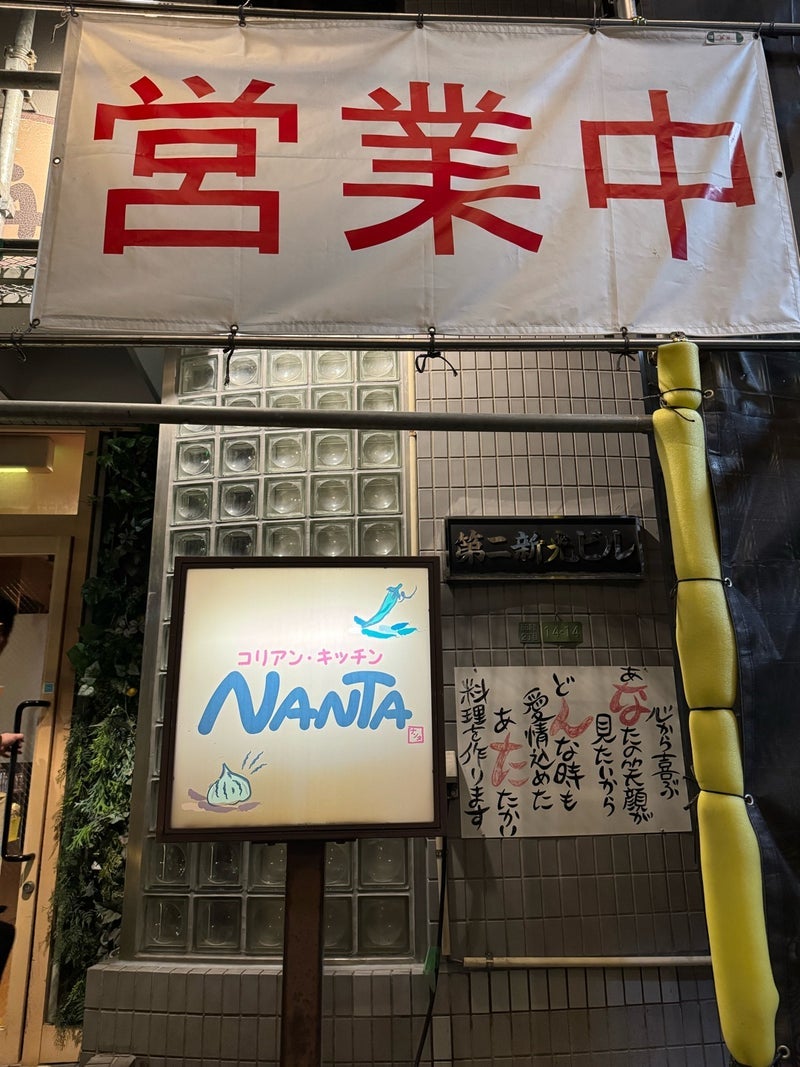 営業中
第二新光ビル
14-14
コリアン・キッチン
NANTA
心から喜ぶ
あなたの笑顔が
見たいから
どんな時も
愛情込めた
あたたかい
料理を作ります